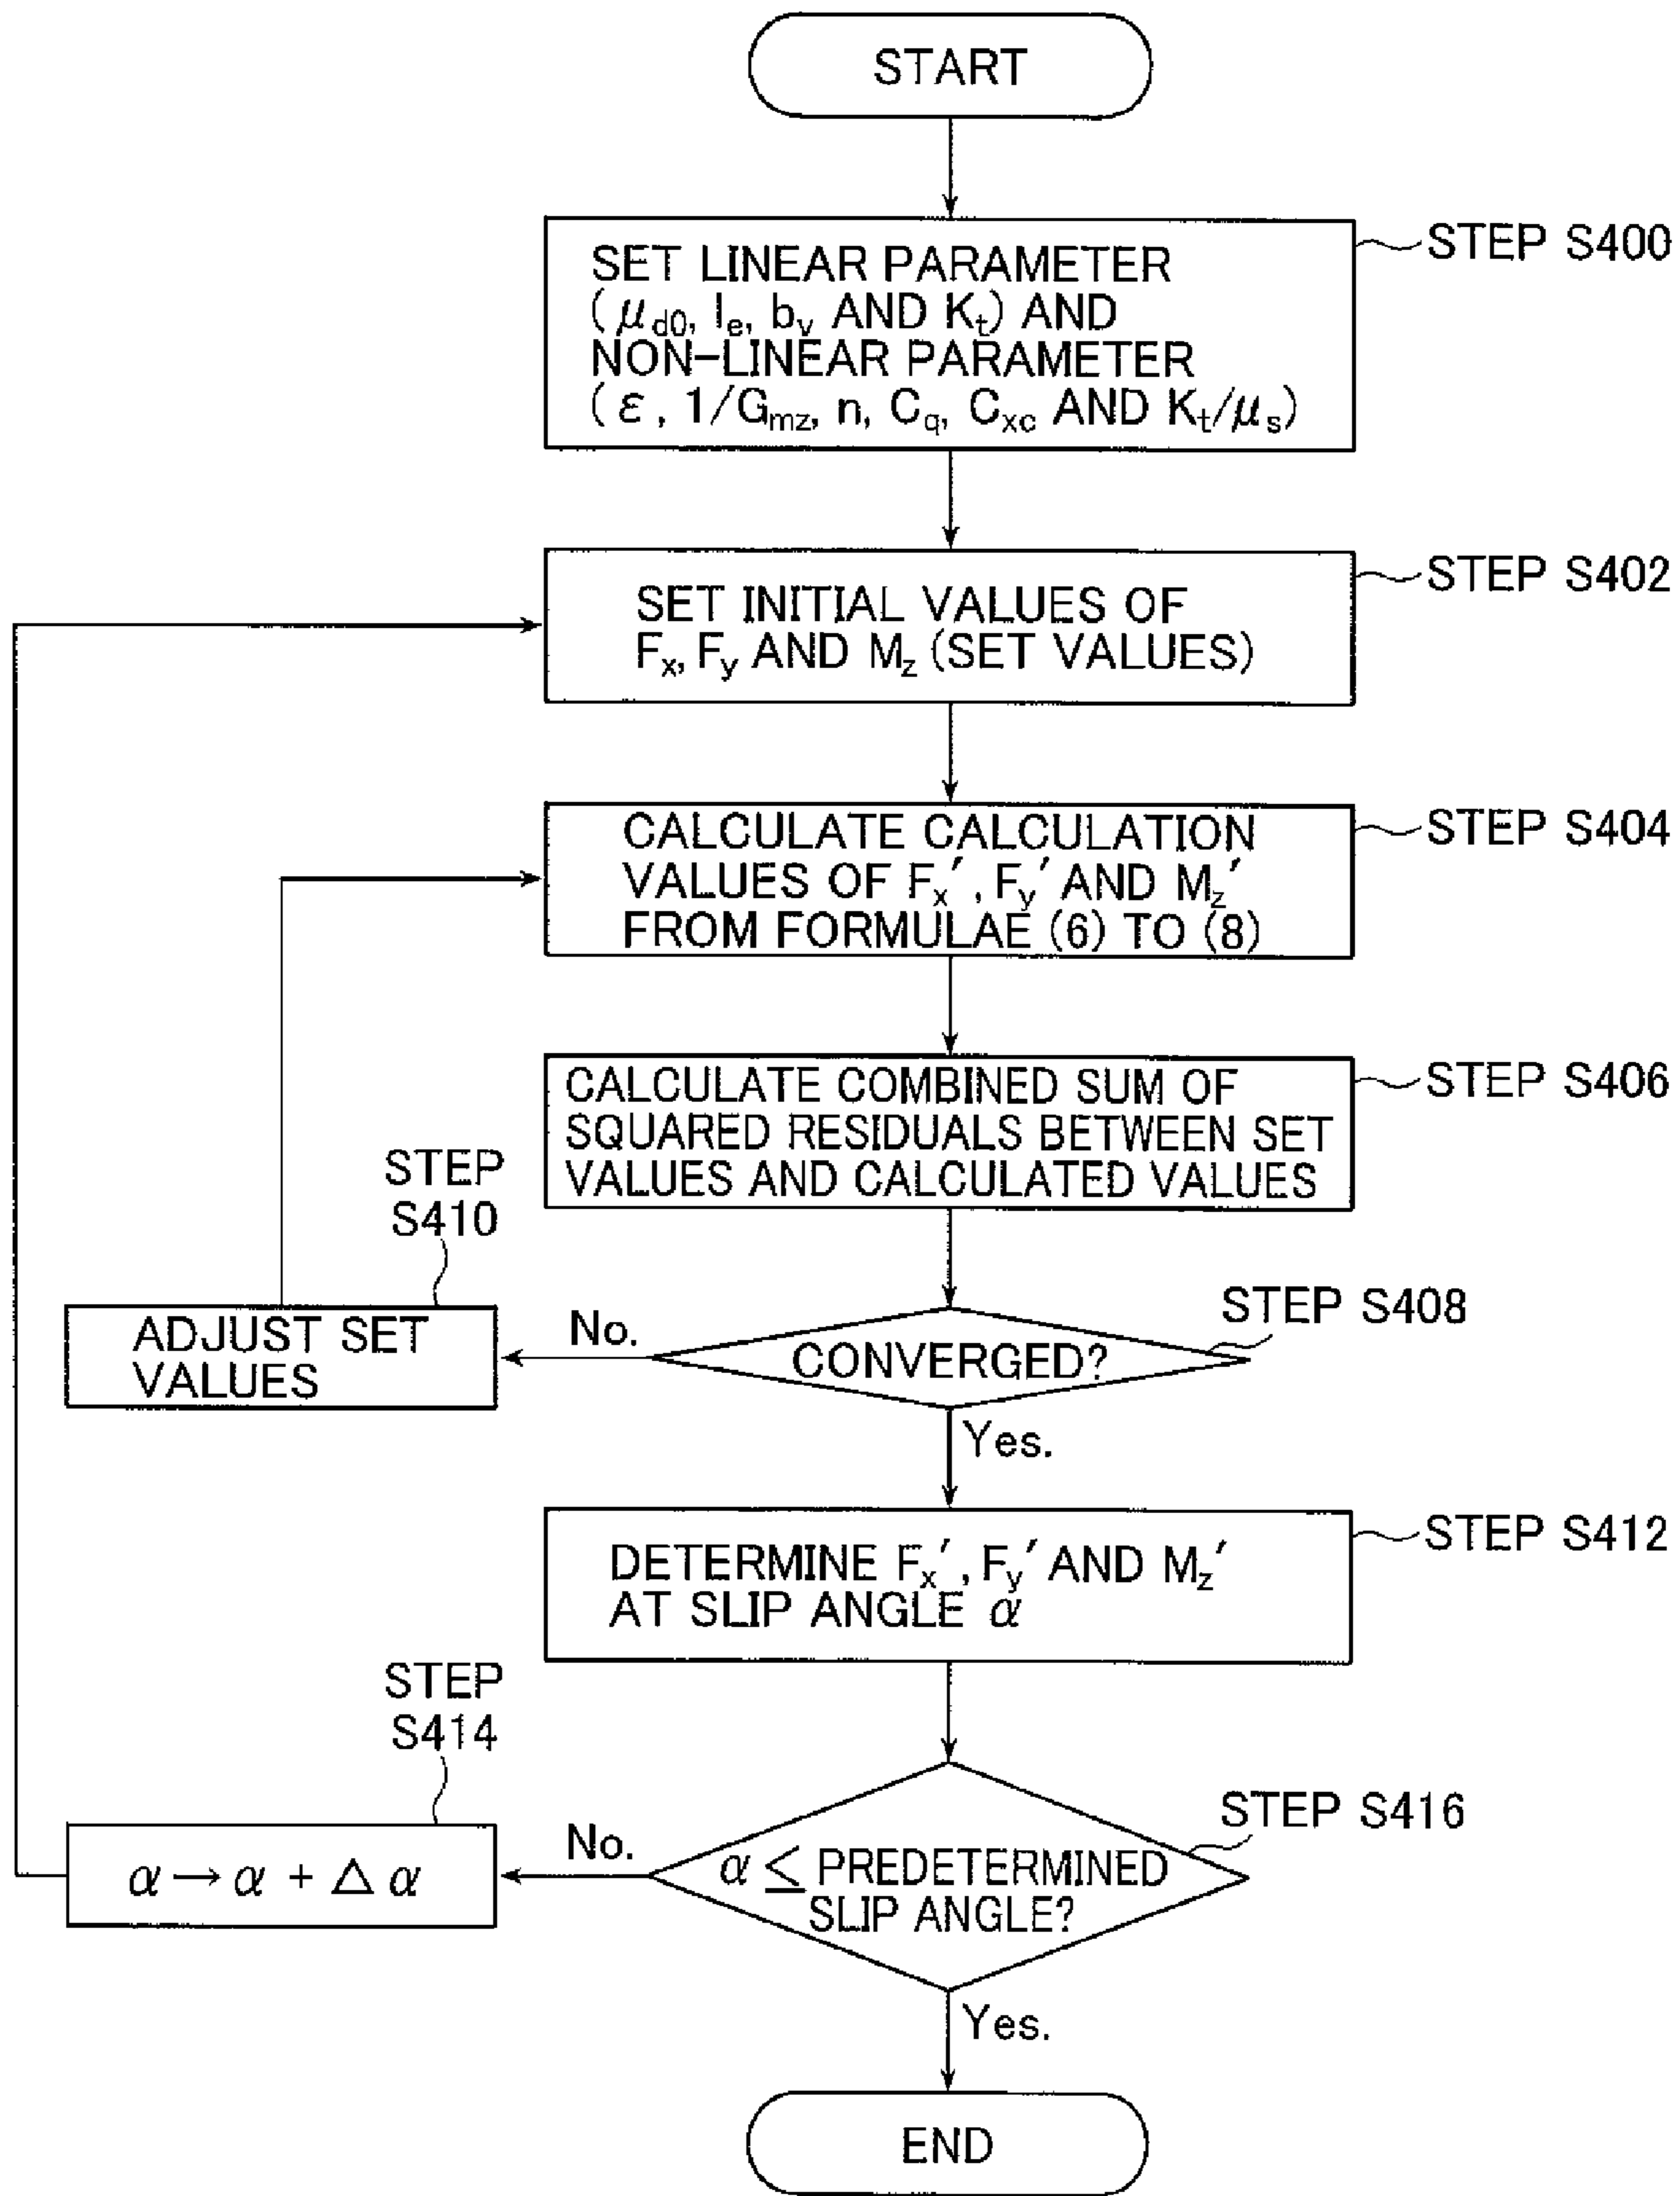 START
SET LINEAR PARAMETER
(μd0, le, bv AND Kt) AND
NON-LINEAR PARAMETER
(ε, 1/Gmz, n, Cq, Cxc AND Kt/μs)
STEP S400
SET INITIAL VALUES OF
Fx, Fy AND Mz (SET VALUES)
STEP S402
CALCULATE CALCULATION
VALUES OF Fx′, Fy′ AND Mz′
FROM FORMULAE (6) TO (8)
STEP S404
CALCULATE COMBINED SUM OF
SQUARED RESIDUALS BETWEEN SET
VALUES AND CALCULATED VALUES
STEP S406
STEP
S410
ADJUST SET
VALUES
No.
CONVERGED?
STEP S408
Yes.
DETERMINE Fx′, Fy′ AND Mz′
AT SLIP ANGLE α
STEP S412
STEP
S414
α → α + Δα
No.
α ≤ PREDETERMINED
SLIP ANGLE?
STEP S416
Yes.
END